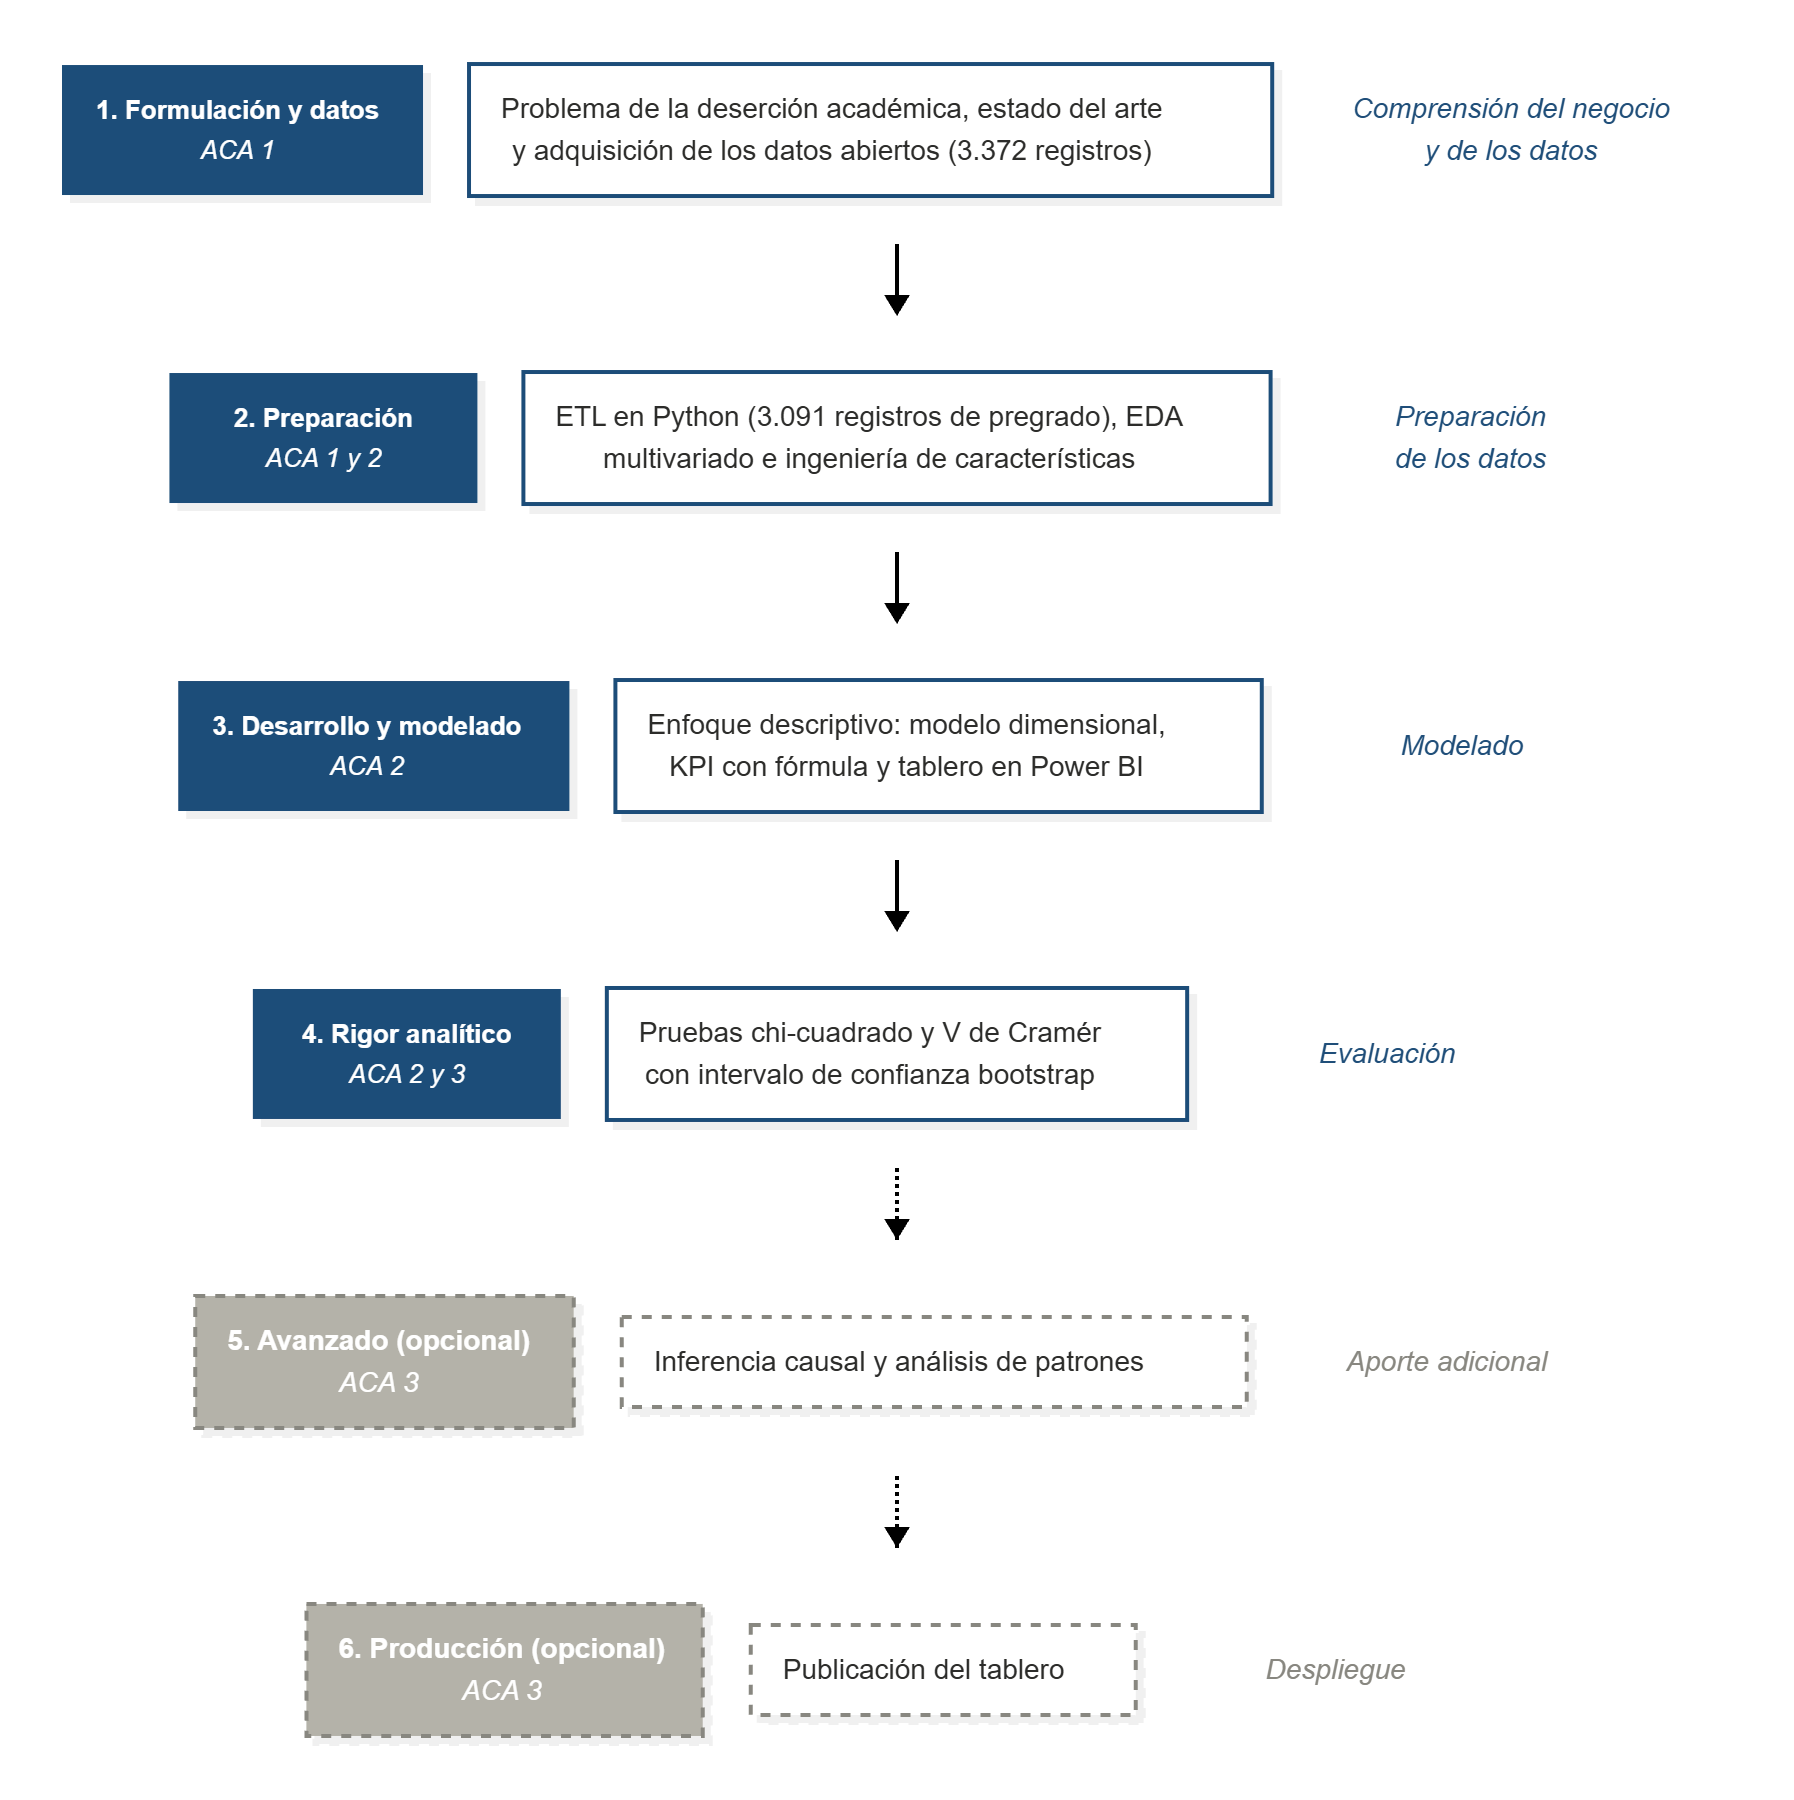 1. Formulación y datos
ACA 1
Problema de la deserción académica, estado del arte
y adquisición de los datos abiertos (3.372 registros)
Comprensión del negocio
y de los datos
2. Preparación
ACA 1 y 2
ETL en Python (3.091 registros de pregrado), EDA
multivariado e ingeniería de características
Preparación
de los datos
3. Desarrollo y modelado
ACA 2
Enfoque descriptivo: modelo dimensional,
KPI con fórmula y tablero en Power BI
Modelado
4. Rigor analítico
ACA 2 y 3
Pruebas chi-cuadrado y V de Cramér
con intervalo de confianza bootstrap
Evaluación
5. Avanzado (opcional)
ACA 3
Inferencia causal y análisis de patrones
Aporte adicional
6. Producción (opcional)
ACA 3
Publicación del tablero
Despliegue